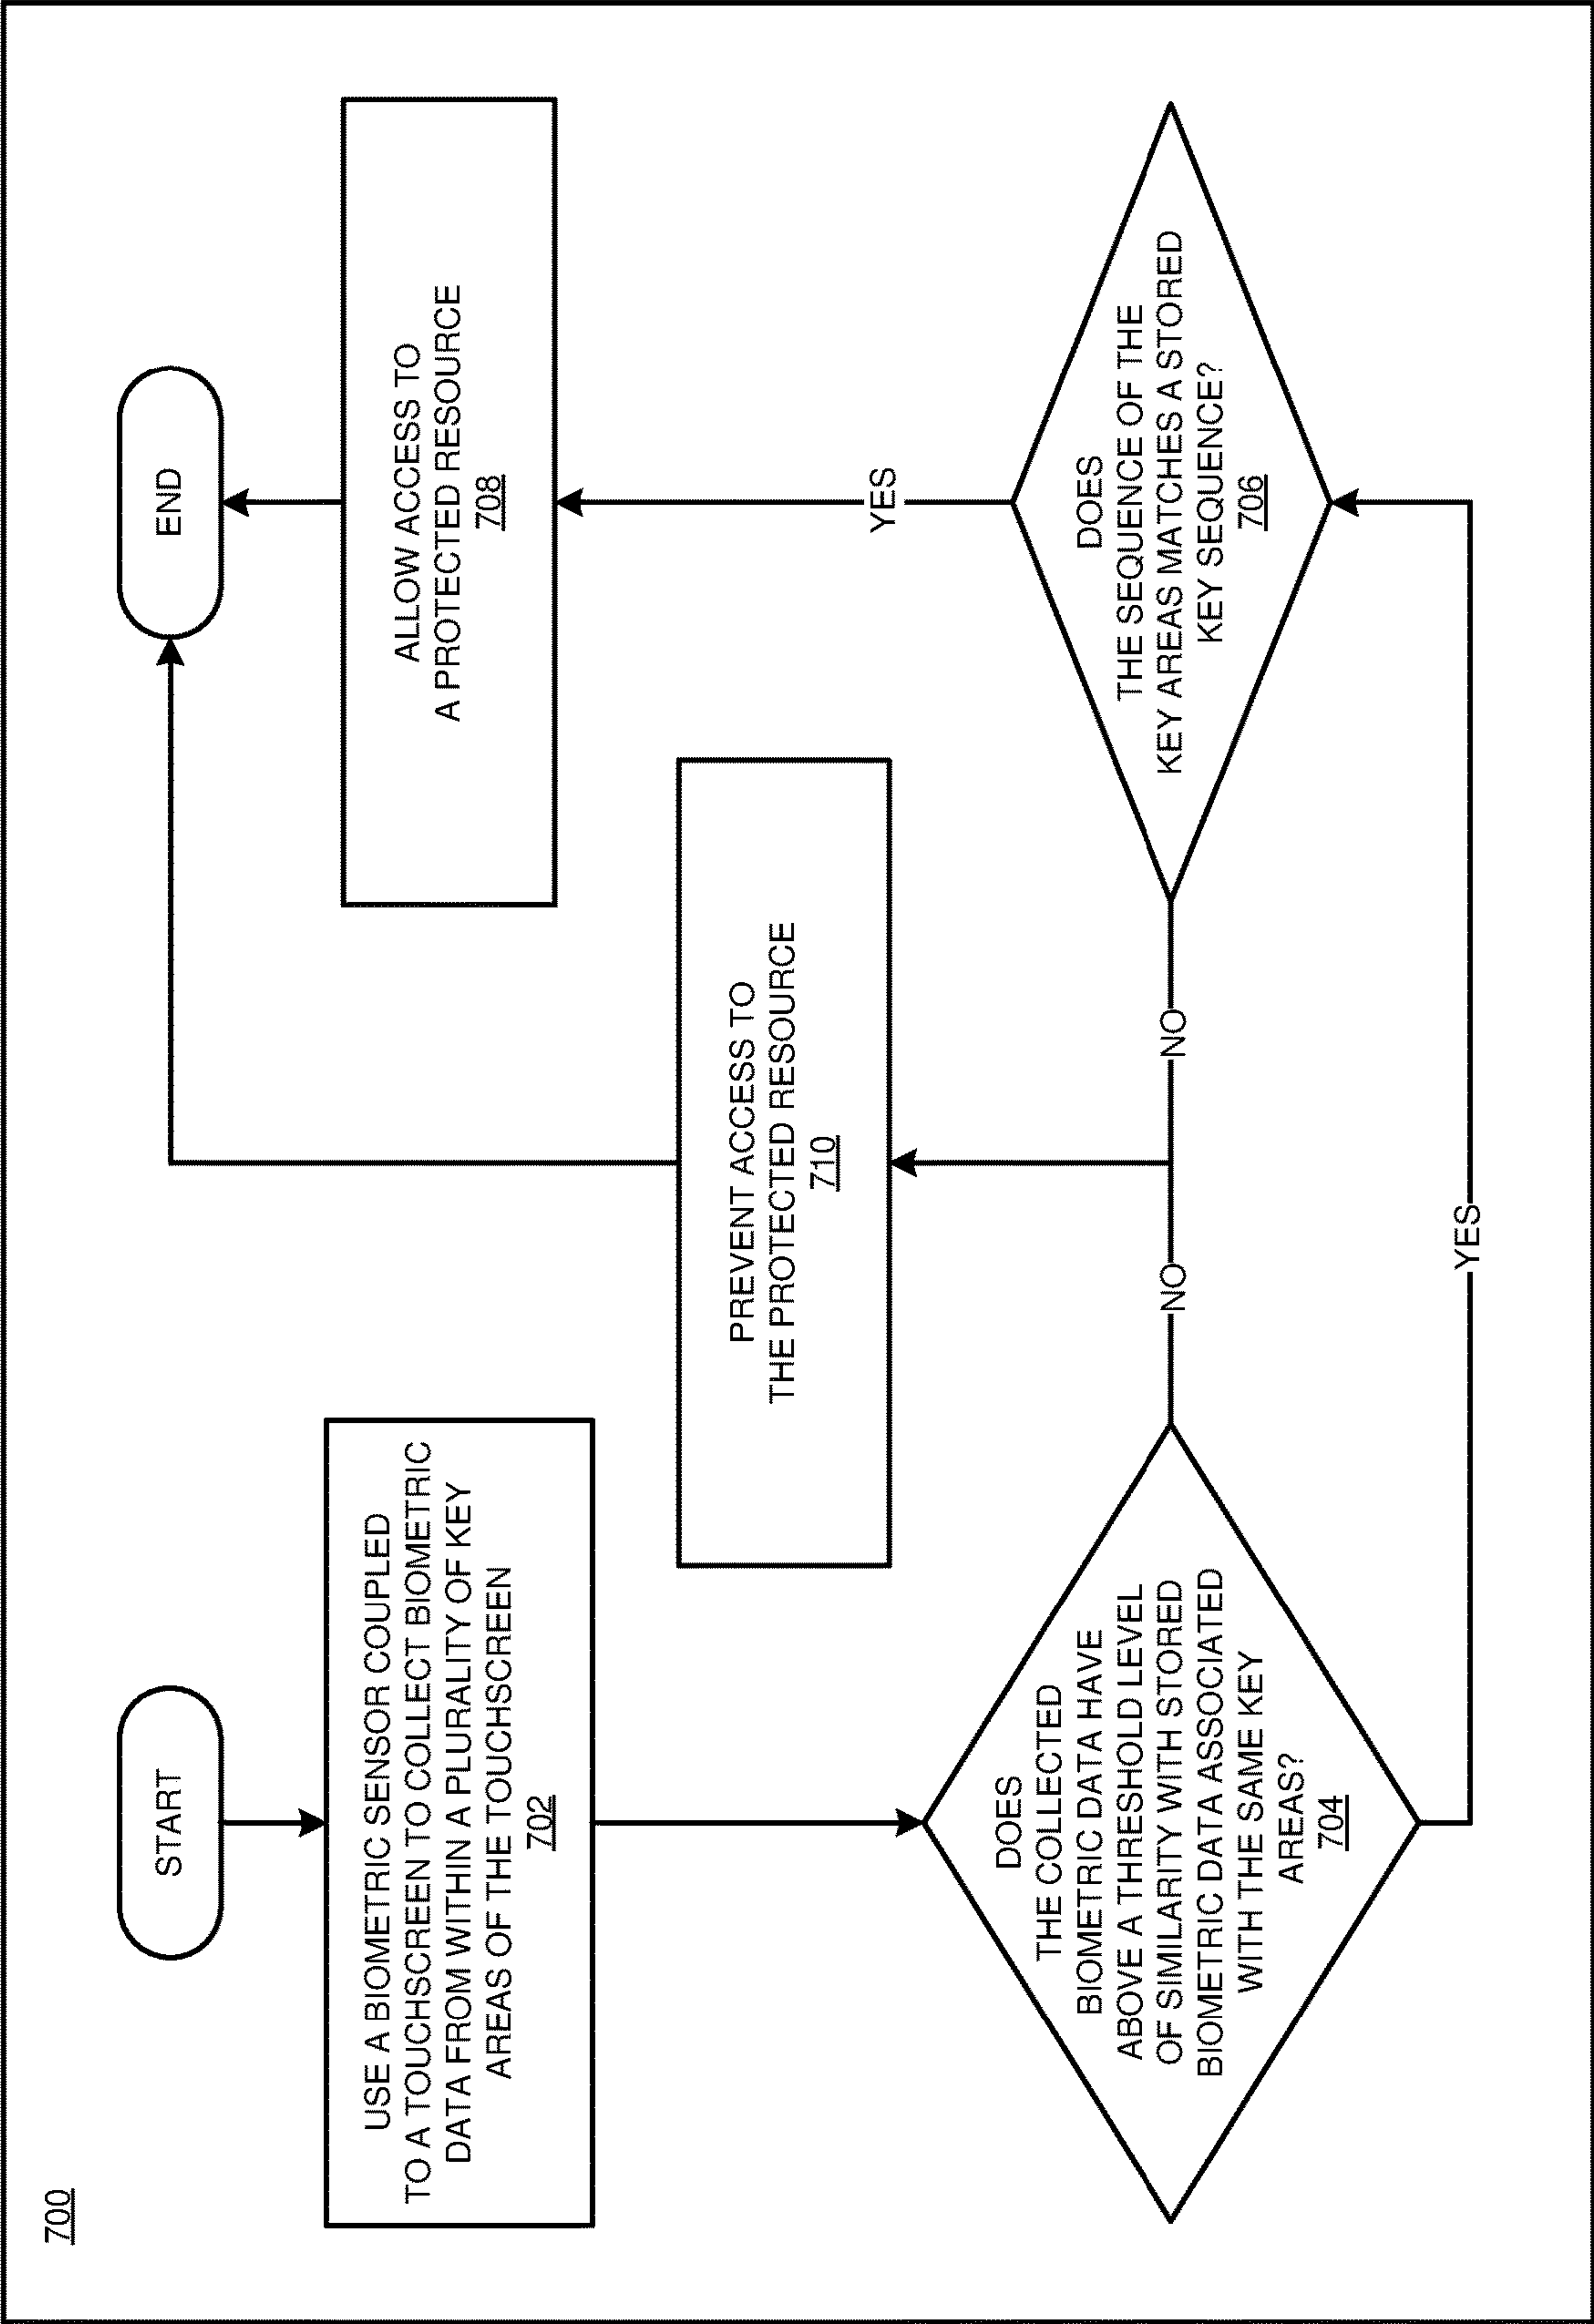 700
START
USE A BIOMETRIC SENSOR COUPLED
TO A TOUCHSCREEN TO COLLECT BIOMETRIC
DATA FROM WITHIN A PLURALITY OF KEY
AREAS OF THE TOUCHSCREEN
702
DOES
THE COLLECTED
BIOMETRIC DATA HAVE
ABOVE A THRESHOLD LEVEL
OF SIMILARITY WITH STORED
BIOMETRIC DATA ASSOCIATED
WITH THE SAME KEY
AREAS?
704
NO
YES
PREVENT ACCESS TO
THE PROTECTED RESOURCE
710
NO
DOES
THE SEQUENCE OF THE
KEY AREAS MATCHES A STORED
KEY SEQUENCE?
706
YES
ALLOW ACCESS TO
A PROTECTED RESOURCE
708
END